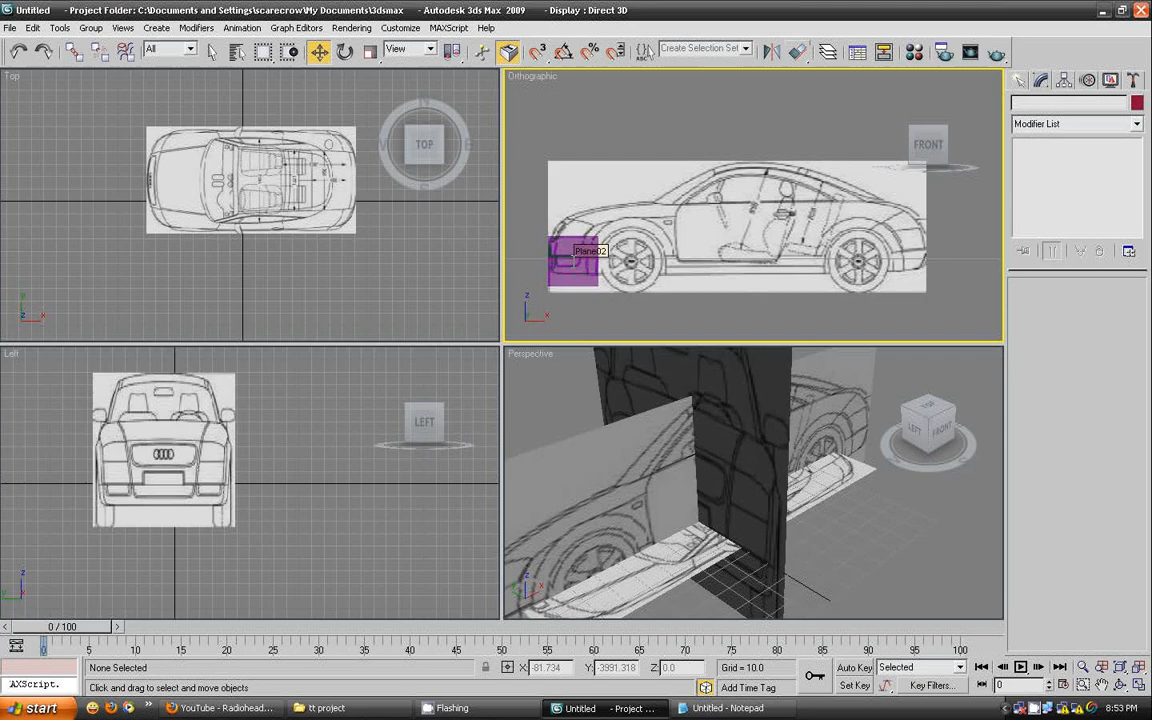 Untitled - Project Folder: C:\Documents and Settings\scarecrow\My Documents\3dsmax - Autodesk 3ds Max 2009 - Display : Direct 3D
File Edit Tools Group Views Create Modifiers Animation Graph Editors Rendering Customize MAXScript Help
All
View
Create Selection Set
Top
TOP
Orthographic
FRONT
Modifier List
Plane02
Left
LEFT
Perspective
TOP
LEFT
FRONT
0 / 100
0 5 10 15 20 25 30 35 40 45 50 55 60 65 70 75 80 85 90 95 100
None Selected
X: -81.734
Y: -3991.318
Z: 0.0
Grid = 10.0
Auto Key
Selected
AXScript.
Click and drag to select and move objects
Add Time Tag
Set Key
Key Filters...
0
start
YouTube - Radiohead...
tt project
Flashing
Untitled - Project ...
Untitled - Notepad
8:53 PM